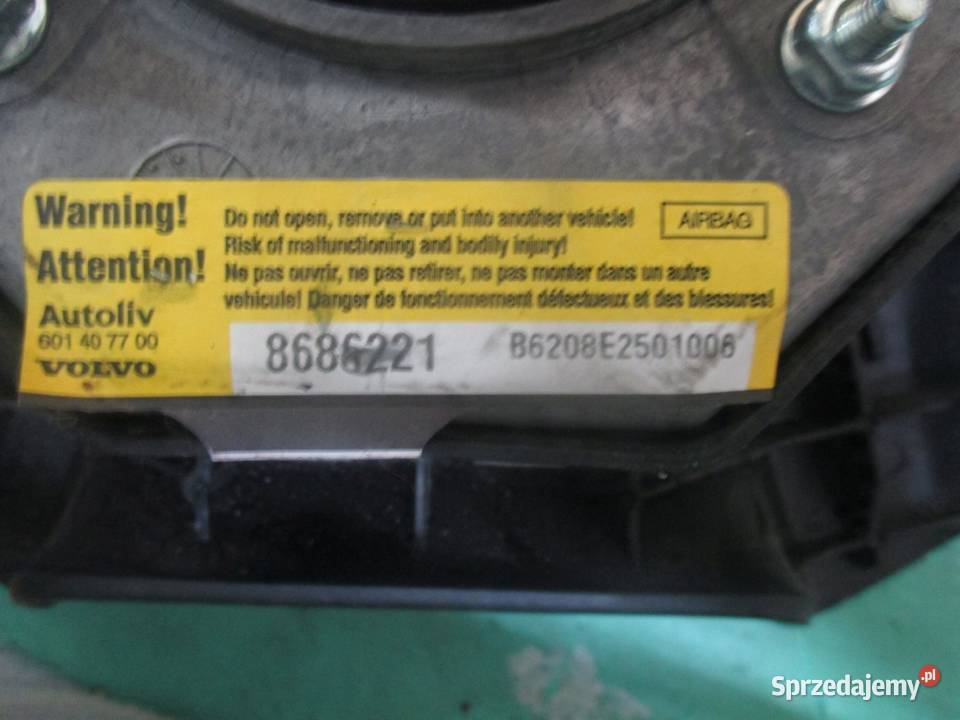 Warning!
Attention!
Do not open, remove or put into another vehicle!
Risk of malfunctioning and bodily injury!
Ne pas ouvrir, ne pas retirer, ne pas monter dans un autre
vehicule! Danger de fonctionnement défectueux et des blessures!
AIRBAG
Autoliv
601 40 77 00
VOLVO
8686221
B6208E2501006
Sprzedajemy.pl